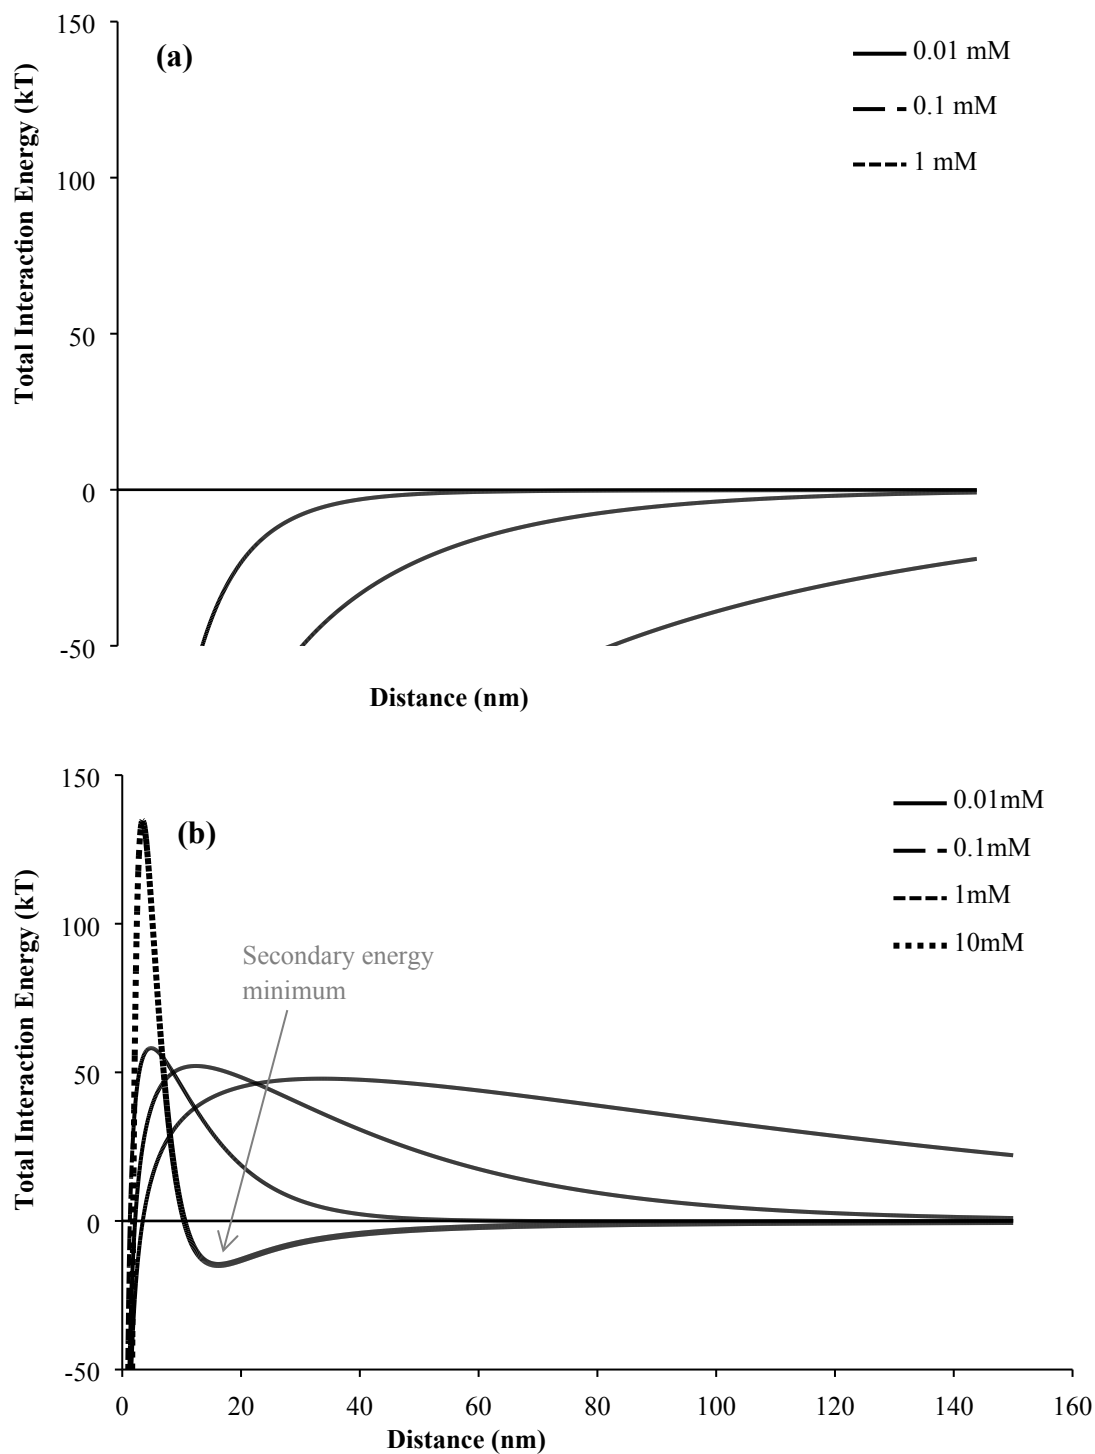 150
(a)
0.01 mM
0.1 mM
1 mM
100
50
0
-50
Total Interaction Energy (kT)
Distance (nm)
150
(b)
0.01mM
0.1mM
1mM
10mM
100
Secondary energy
minimum
50
0
-50
Total Interaction Energy (kT)
0 20 40 60 80 100 120 140 160
Distance (nm)